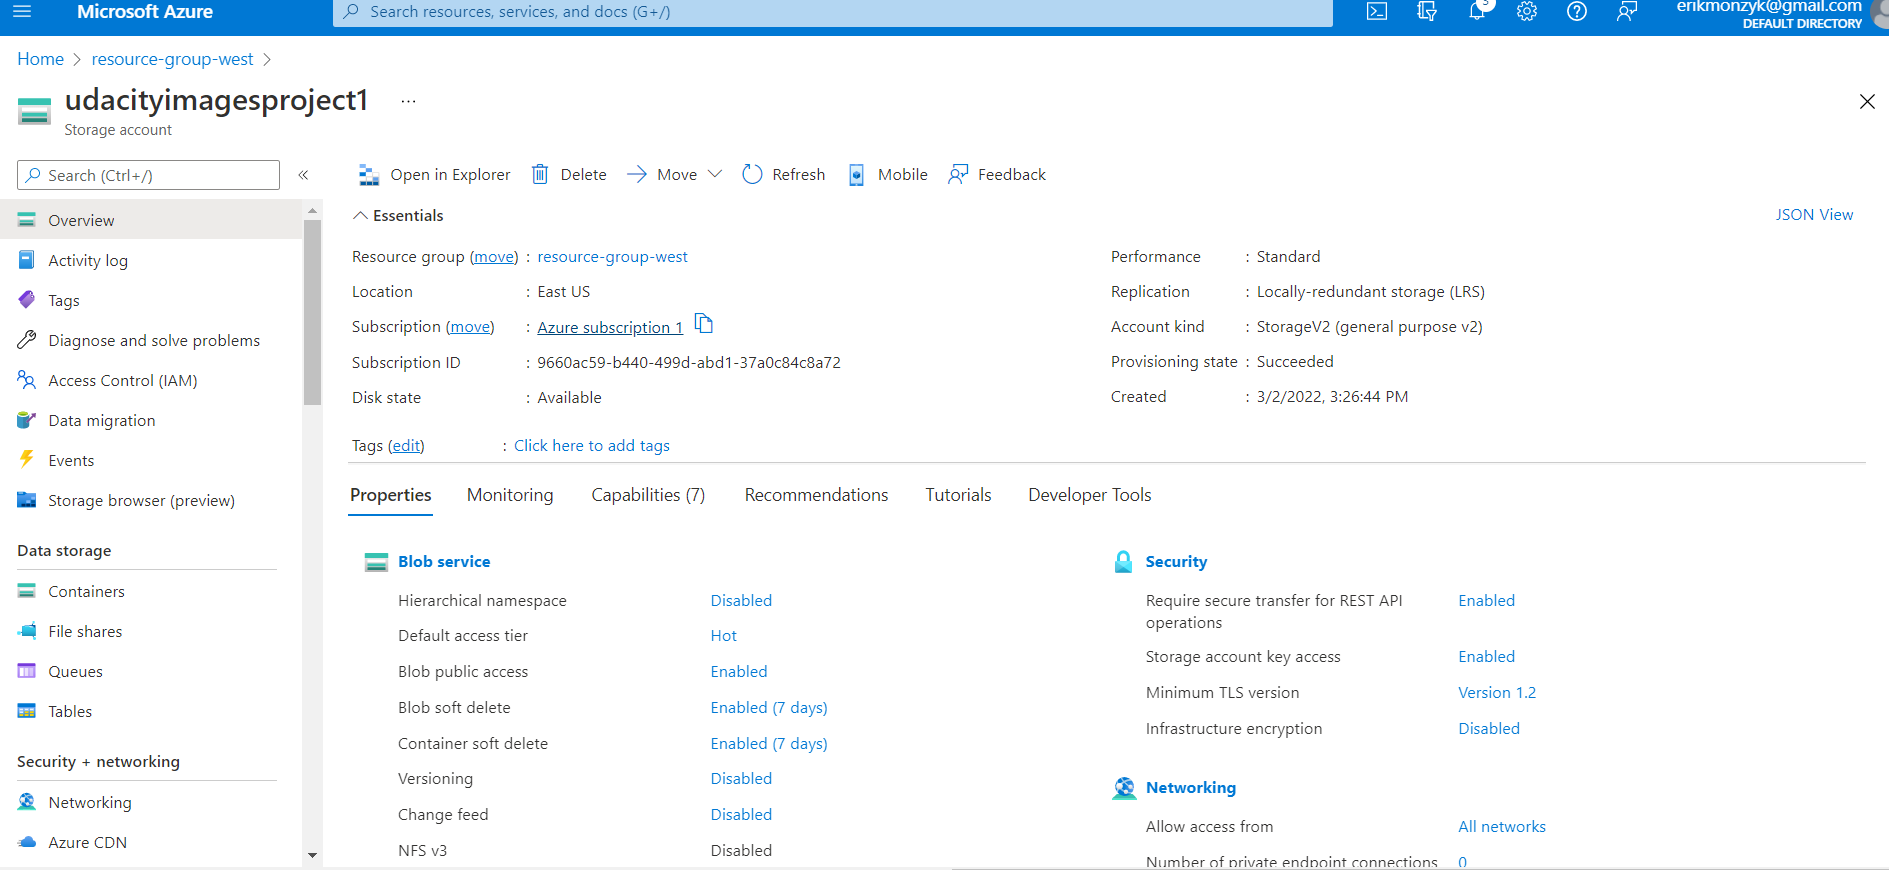 Microsoft Azure
Search resources, services, and docs (G+/)
3
erikmonzyk@gmail.com
DEFAULT DIRECTORY
Home > resource-group-west >
udacityimagesproject1 ...
Storage account
Search (Ctrl+/) «
Open in Explorer Delete Move Refresh Mobile Feedback
Overview
Activity log
Tags
Diagnose and solve problems
Access Control (IAM)
Data migration
Events
Storage browser (preview)
Data storage
Containers
File shares
Queues
Tables
Security + networking
Networking
Azure CDN
Essentials
JSON View
Resource group (move) : resource-group-west
Location : East US
Subscription (move) : Azure subscription 1
Subscription ID : 9660ac59-b440-499d-abd1-37a0c84c8a72
Disk state : Available
Performance : Standard
Replication : Locally-redundant storage (LRS)
Account kind : StorageV2 (general purpose v2)
Provisioning state : Succeeded
Created : 3/2/2022, 3:26:44 PM
Tags (edit) : Click here to add tags
Properties Monitoring Capabilities (7) Recommendations Tutorials Developer Tools
Blob service
Hierarchical namespace Disabled
Default access tier Hot
Blob public access Enabled
Blob soft delete Enabled (7 days)
Container soft delete Enabled (7 days)
Versioning Disabled
Change feed Disabled
NFS v3 Disabled
Security
Require secure transfer for REST API Enabled
operations
Storage account key access Enabled
Minimum TLS version Version 1.2
Infrastructure encryption Disabled
Networking
Allow access from All networks
Number of private endpoint connections 0